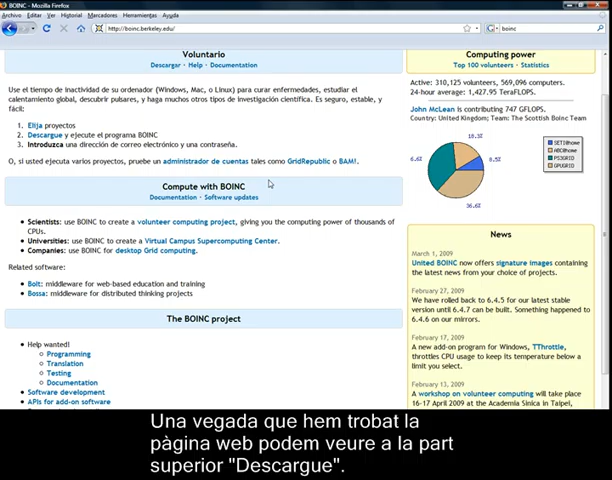 BOINC - Mozilla Firefox
Archivo Editar Ver Historial Marcadores Herramientas Ayuda
http://boinc.berkeley.edu/
boinc
Voluntario
Descargar · Help · Documentation
Use el tiempo de inactividad de su ordenador (Windows, Mac, o Linux) para curar enfermedades, estudiar el
calentamiento global, descubrir pulsares, y haga muchos otros tipos de investigación científica. Es seguro, estable, y
fácil:
1. Elija proyectos
2. Descargue y ejecute el programa BOINC
3. Introduzca una dirección de correo electrónico y una contraseña.
O, si usted ejecuta varios proyectos, pruebe un administrador de cuentas tales como GridRepublic o BAM!.
Compute with BOINC
Documentation · Software updates
• Scientists: use BOINC to create a volunteer computing project, giving you the computing power of thousands of
CPUs.
• Universities: use BOINC to create a Virtual Campus Supercomputing Center.
• Companies: use BOINC for desktop Grid computing.
Related software:
• Bolt: middleware for web-based education and training
• Bossa: middleware for distributed thinking projects
The BOINC project
• Help wanted!
Programming
Translation
Testing
Documentation
• Software development
• APIs for add-on software
Computing power
Top 100 volunteers · Statistics
Active: 310,125 volunteers, 569,096 computers.
24-hour average: 1,427.95 TeraFLOPS.
John McLean is contributing 747 GFLOPS.
Country: United Kingdom; Team: The Scottish Boinc Team
8.5%
6.6%
36.6%
SETI@home
ABC@home
PS3GRID
GPUGRID
News
March 1, 2009
United BOINC now offers signature images containing
the latest news from your choice of projects.
February 27, 2009
We have rolled back to 6.4.5 for our latest stable
version until 6.4.7 can be built. Something happened to
6.4.6 on our mirrors.
February 17, 2009
A new add-on program for Windows, TThrottle,
throttles CPU usage to keep its temperature below a
limit you select.
February 13, 2009
A workshop on volunteer computing will take place
16-17 April 2009 at the Academia Sinica in Taipei,
Una vegada que hem trobat la
pàgina web podem veure a la part
superior "Descargue".